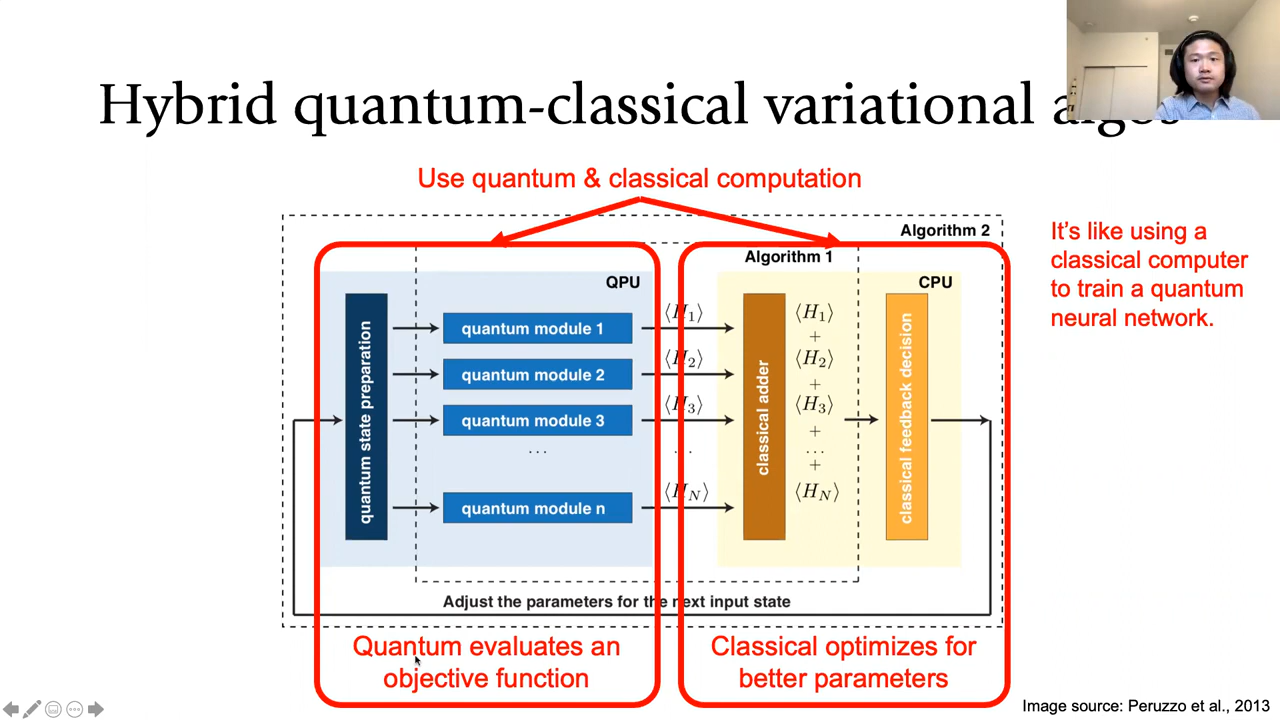 Hybrid quantum-classical variational algos
Use quantum & classical computation
Algorithm 2
Algorithm 1
It's like using a
classical computer
to train a quantum
neural network.
QPU
CPU
quantum state preparation
quantum module 1
quantum module 2
quantum module 3
...
quantum module n
⟨H₁⟩
⟨H₂⟩
⟨H₃⟩
...
⟨H_N⟩
classical adder
⟨H₁⟩
+
⟨H₂⟩
+
⟨H₃⟩
+
...
+
⟨H_N⟩
classical feedback decision
Adjust the parameters for the next input state
Quantum evaluates an
objective function
Classical optimizes for
better parameters
Image source: Peruzzo et al., 2013